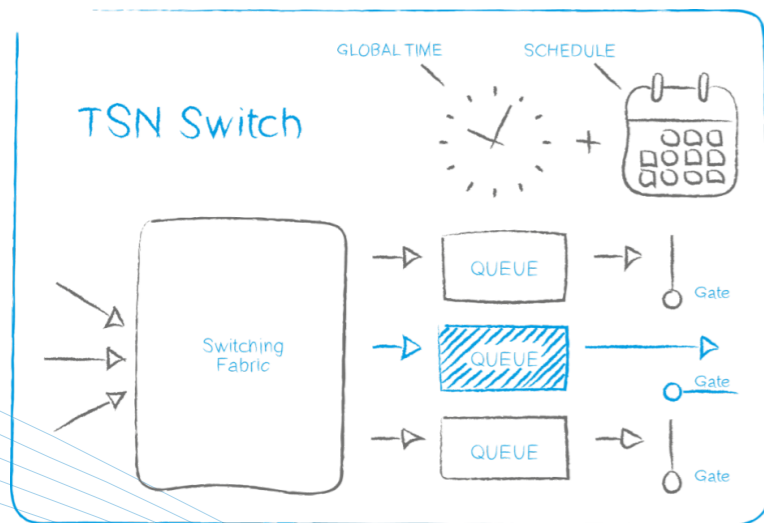 GLOBAL TIME
SCHEDULE
TSN Switch
QUEUE
Gate
Switching
Fabric
QUEUE
Gate
QUEUE
Gate